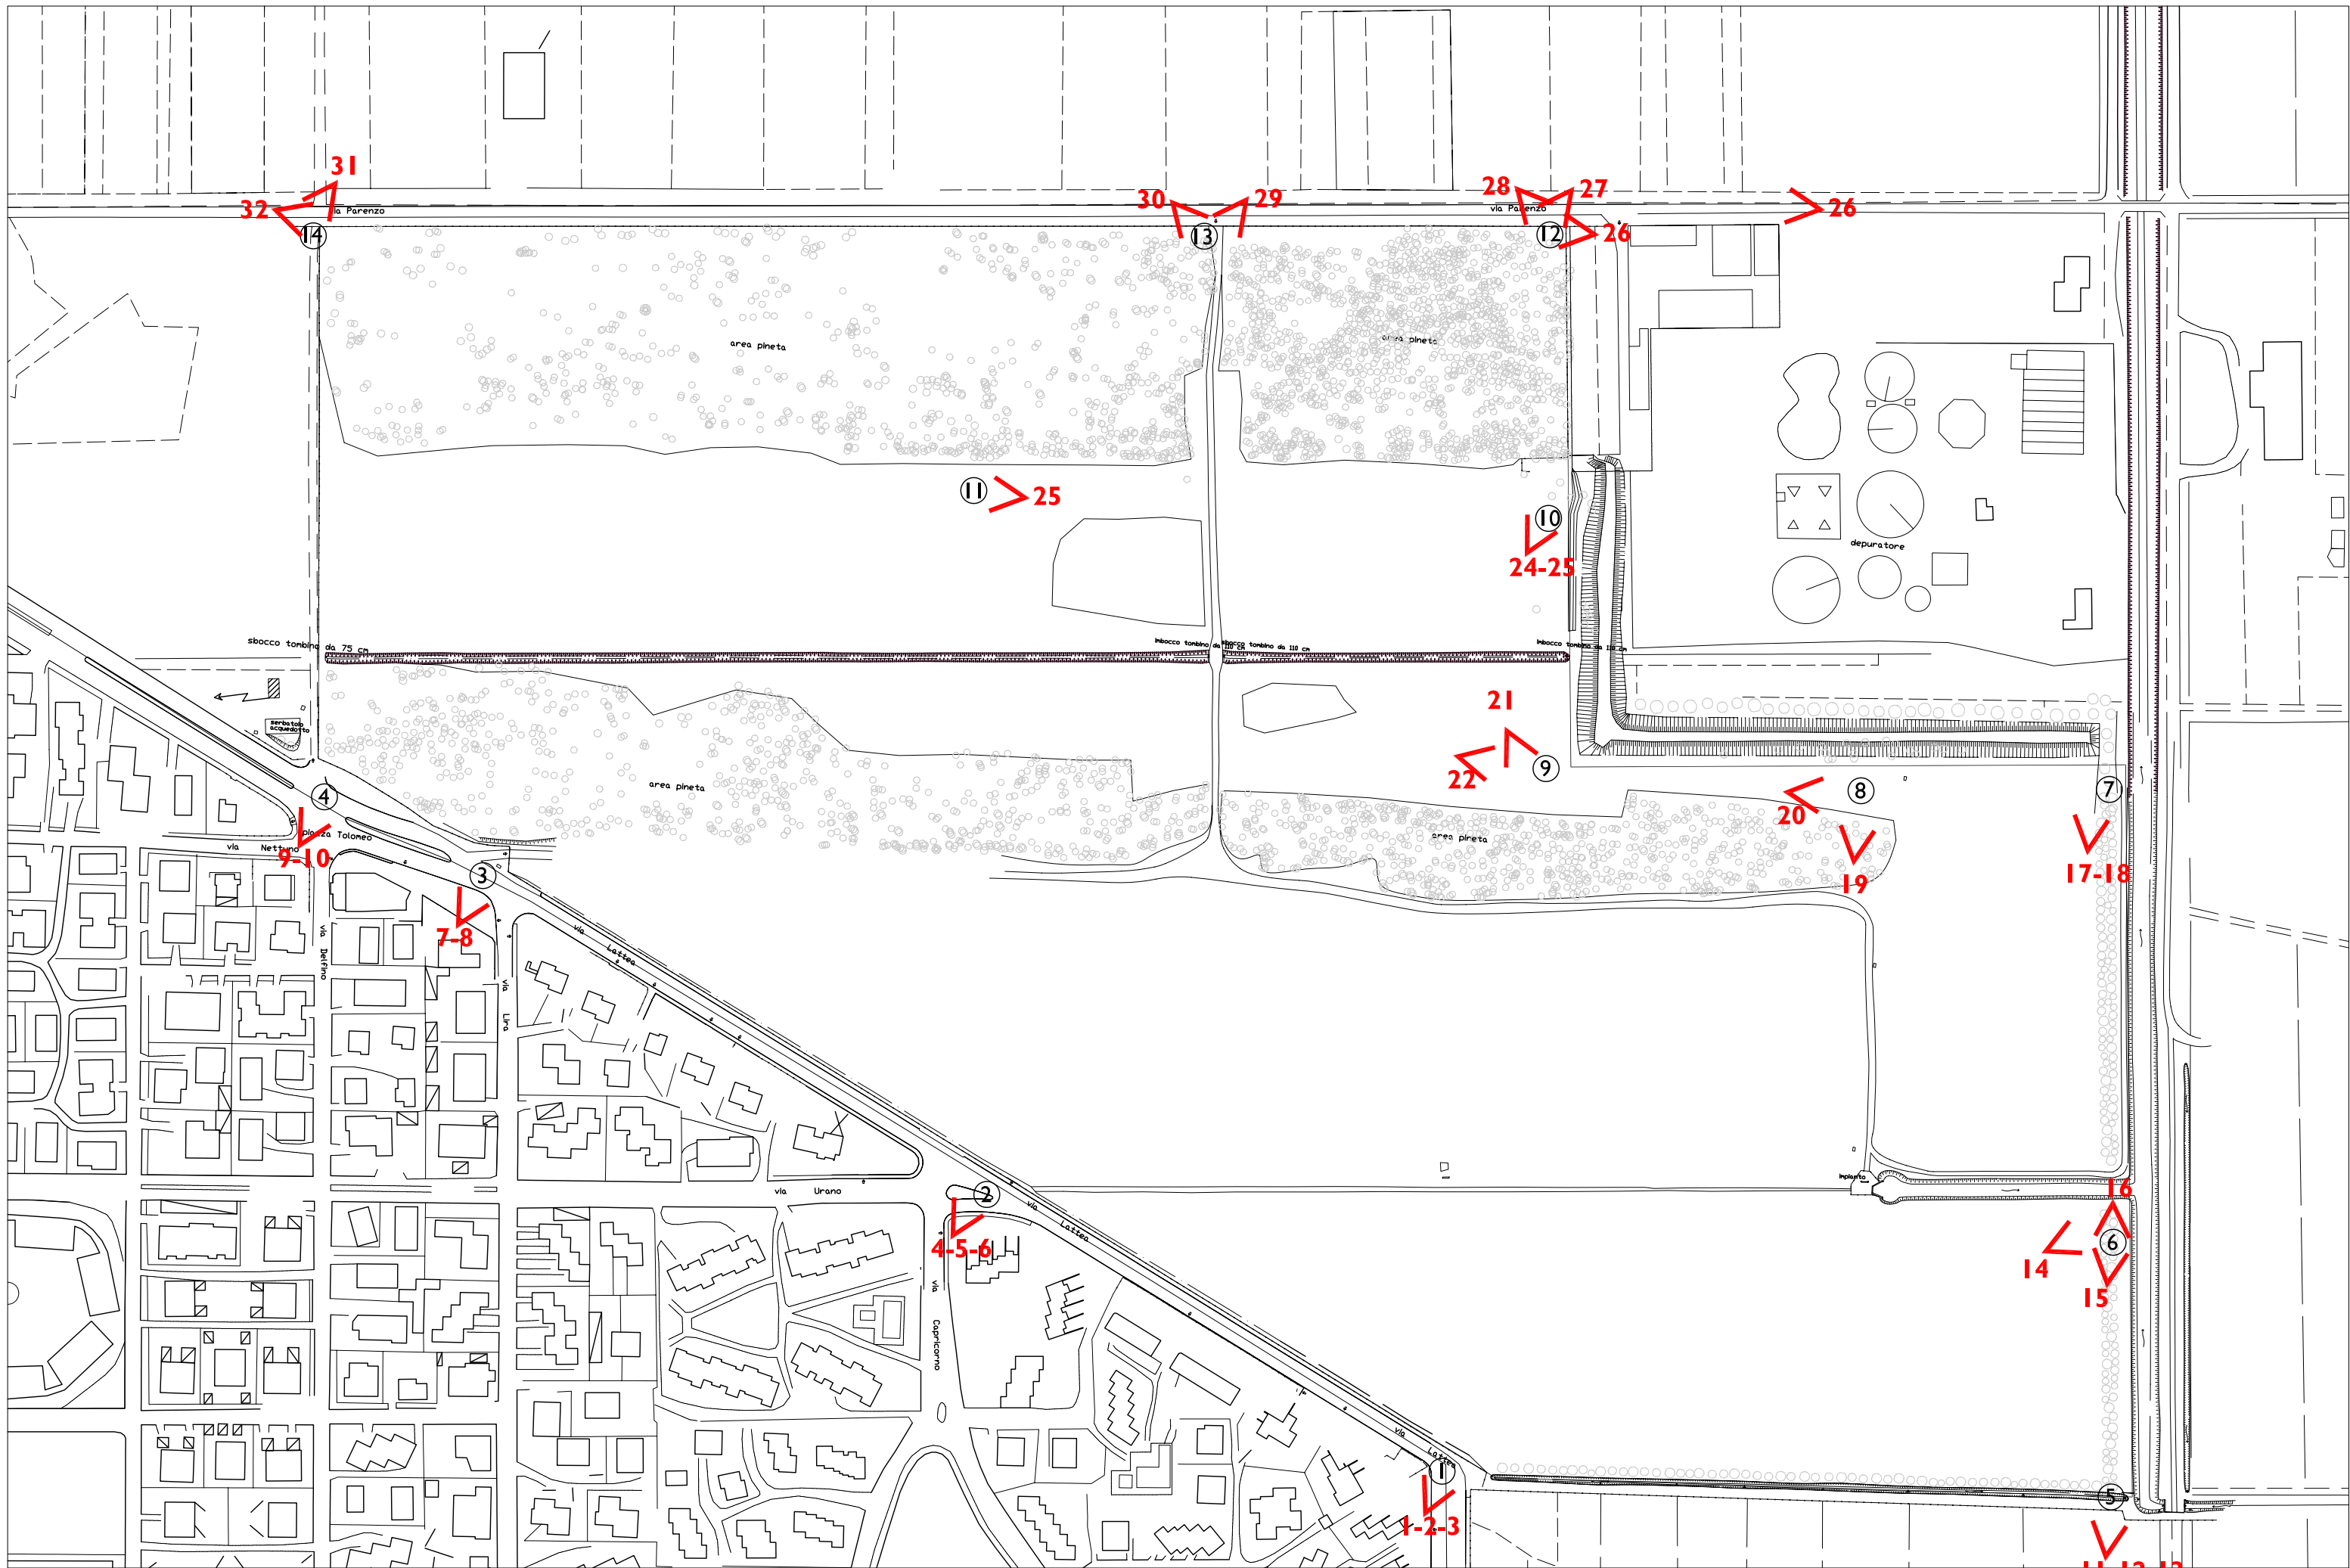 31
32
via Parenzo
14
30
29
13
28
27
via Parenzo
12
26
26
area pineta
area pineta
11
25
10
24-25
depuratore
sbocco tombino da 75 cm
imbocco tombino da 110 cm
sbocco tombino da 110 cm
imbocco tombino da 110 cm
21
serbatoio
acquedotto
22
9
20
8
7
4
area pineta
piazza Tolomeo
via Nettuno
9-10
area pineta
3
19
17-18
7-8
via Delfino
via Lattea
via Lira
impianto
via Urano
2
via Lattea
4-5-6
16
6
14
15
via Capricorno
via Lattea
1
1-2-3
5